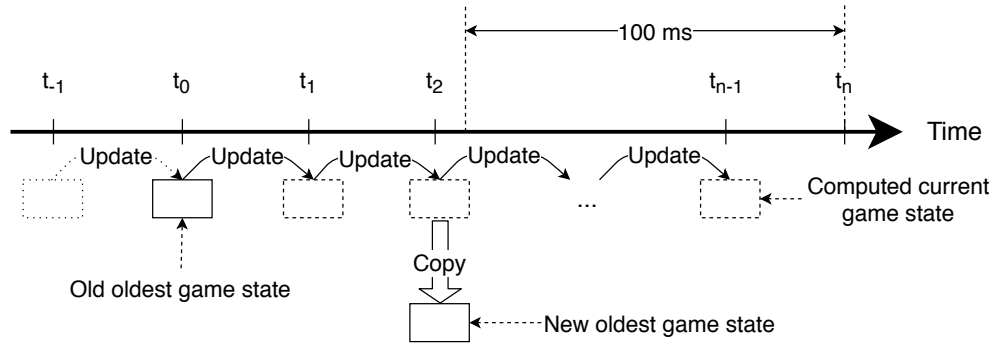 100 ms
t-1 t0 t1 t2 tn-1 tn
Time
Update Update Update Update Update
... Computed current
game state
Copy
Old oldest game state
New oldest game state